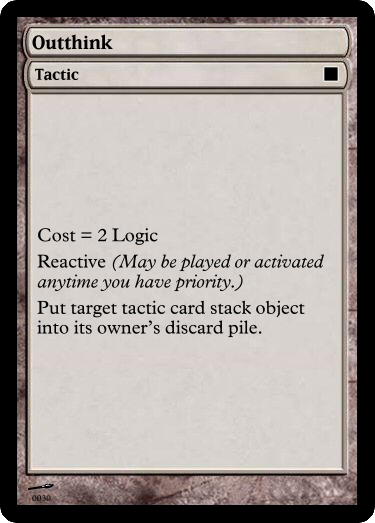 Outthink
Tactic
Cost = 2 Logic
Reactive (May be played or activated
anytime you have priority.)
Put target tactic card stack object
into its owner's discard pile.
0030